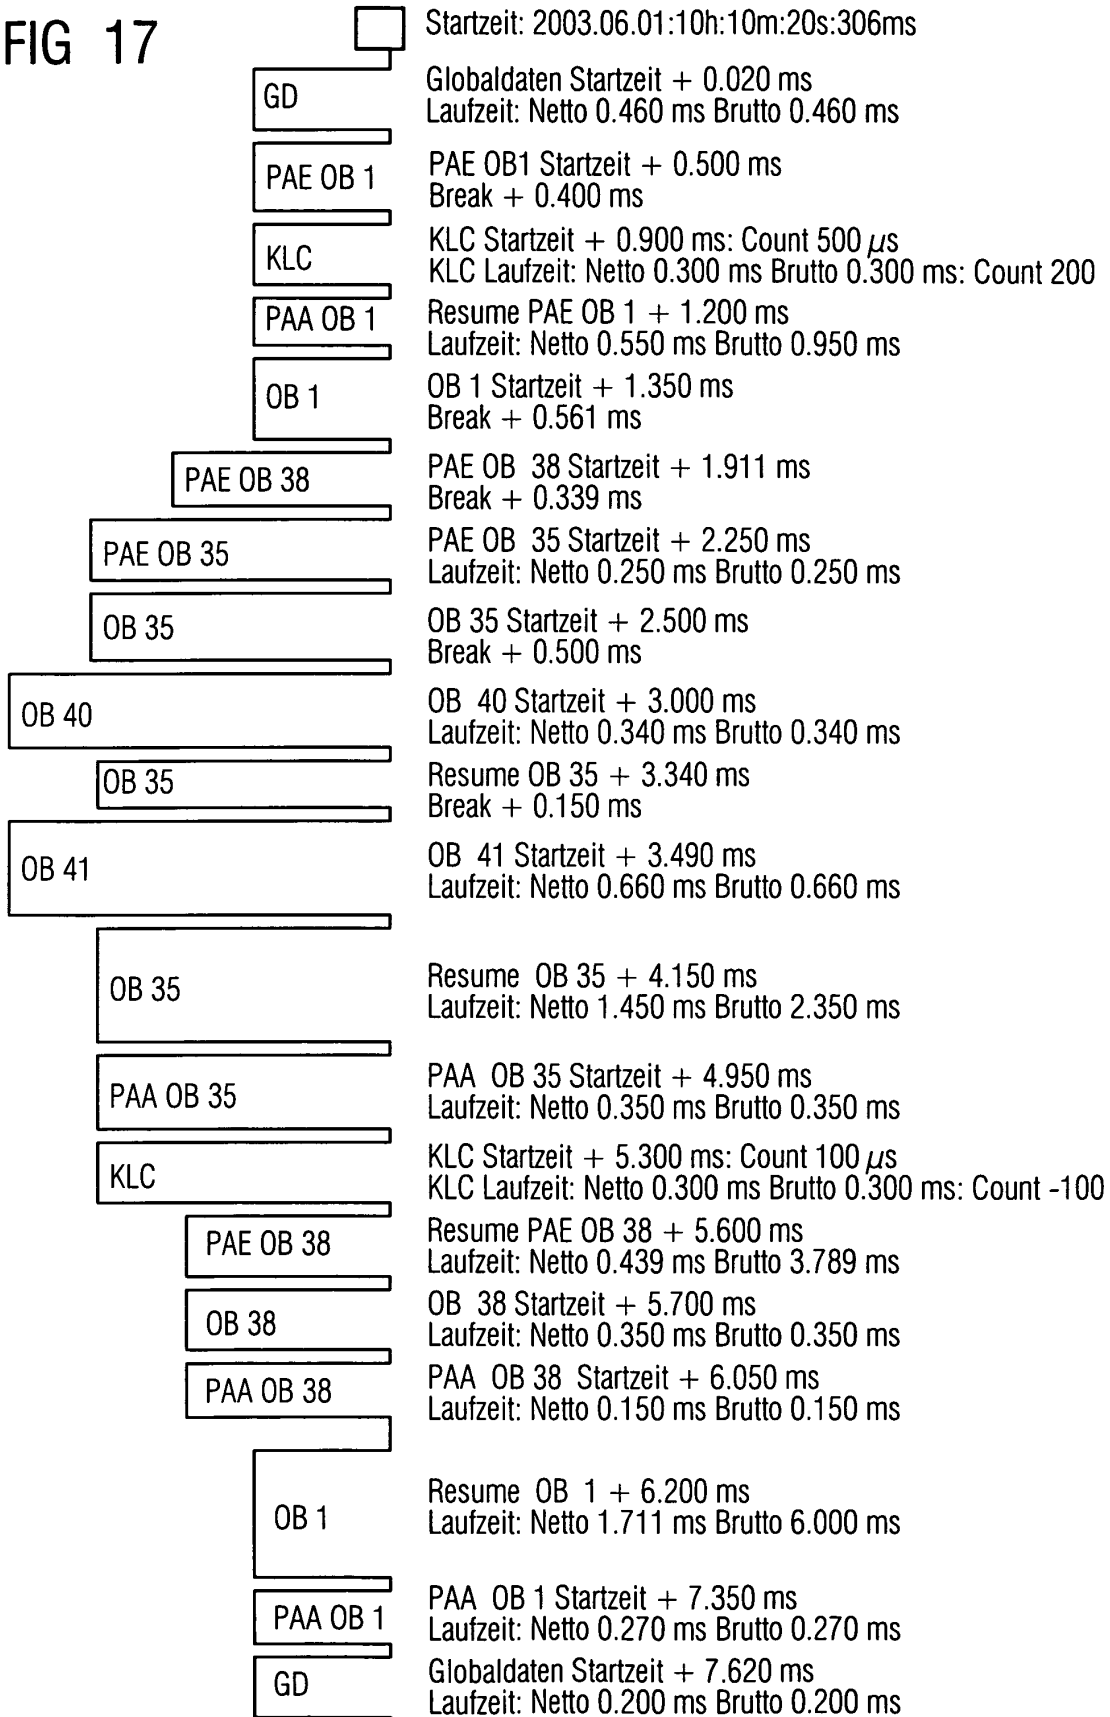 FIG 17
Startzeit: 2003.06.01:10h:10m:20s:306ms
GD
Globaldaten Startzeit + 0.020 ms
Laufzeit: Netto 0.460 ms Brutto 0.460 ms
PAE OB 1
PAE OB1 Startzeit + 0.500 ms
Break + 0.400 ms
KLC
KLC Startzeit + 0.900 ms: Count 500 µs
KLC Laufzeit: Netto 0.300 ms Brutto 0.300 ms: Count 200
PAA OB 1
Resume PAE OB 1 + 1.200 ms
Laufzeit: Netto 0.550 ms Brutto 0.950 ms
OB 1
OB 1 Startzeit + 1.350 ms
Break + 0.561 ms
PAE OB 38
PAE OB 38 Startzeit + 1.911 ms
Break + 0.339 ms
PAE OB 35
PAE OB 35 Startzeit + 2.250 ms
Laufzeit: Netto 0.250 ms Brutto 0.250 ms
OB 35
OB 35 Startzeit + 2.500 ms
Break + 0.500 ms
OB 40
OB 40 Startzeit + 3.000 ms
Laufzeit: Netto 0.340 ms Brutto 0.340 ms
OB 35
Resume OB 35 + 3.340 ms
Break + 0.150 ms
OB 41
OB 41 Startzeit + 3.490 ms
Laufzeit: Netto 0.660 ms Brutto 0.660 ms
OB 35
Resume OB 35 + 4.150 ms
Laufzeit: Netto 1.450 ms Brutto 2.350 ms
PAA OB 35
PAA OB 35 Startzeit + 4.950 ms
Laufzeit: Netto 0.350 ms Brutto 0.350 ms
KLC
KLC Startzeit + 5.300 ms: Count 100 µs
KLC Laufzeit: Netto 0.300 ms Brutto 0.300 ms: Count -100
PAE OB 38
Resume PAE OB 38 + 5.600 ms
Laufzeit: Netto 0.439 ms Brutto 3.789 ms
OB 38
OB 38 Startzeit + 5.700 ms
Laufzeit: Netto 0.350 ms Brutto 0.350 ms
PAA OB 38
PAA OB 38 Startzeit + 6.050 ms
Laufzeit: Netto 0.150 ms Brutto 0.150 ms
OB 1
Resume OB 1 + 6.200 ms
Laufzeit: Netto 1.711 ms Brutto 6.000 ms
PAA OB 1
PAA OB 1 Startzeit + 7.350 ms
Laufzeit: Netto 0.270 ms Brutto 0.270 ms
GD
Globaldaten Startzeit + 7.620 ms
Laufzeit: Netto 0.200 ms Brutto 0.200 ms